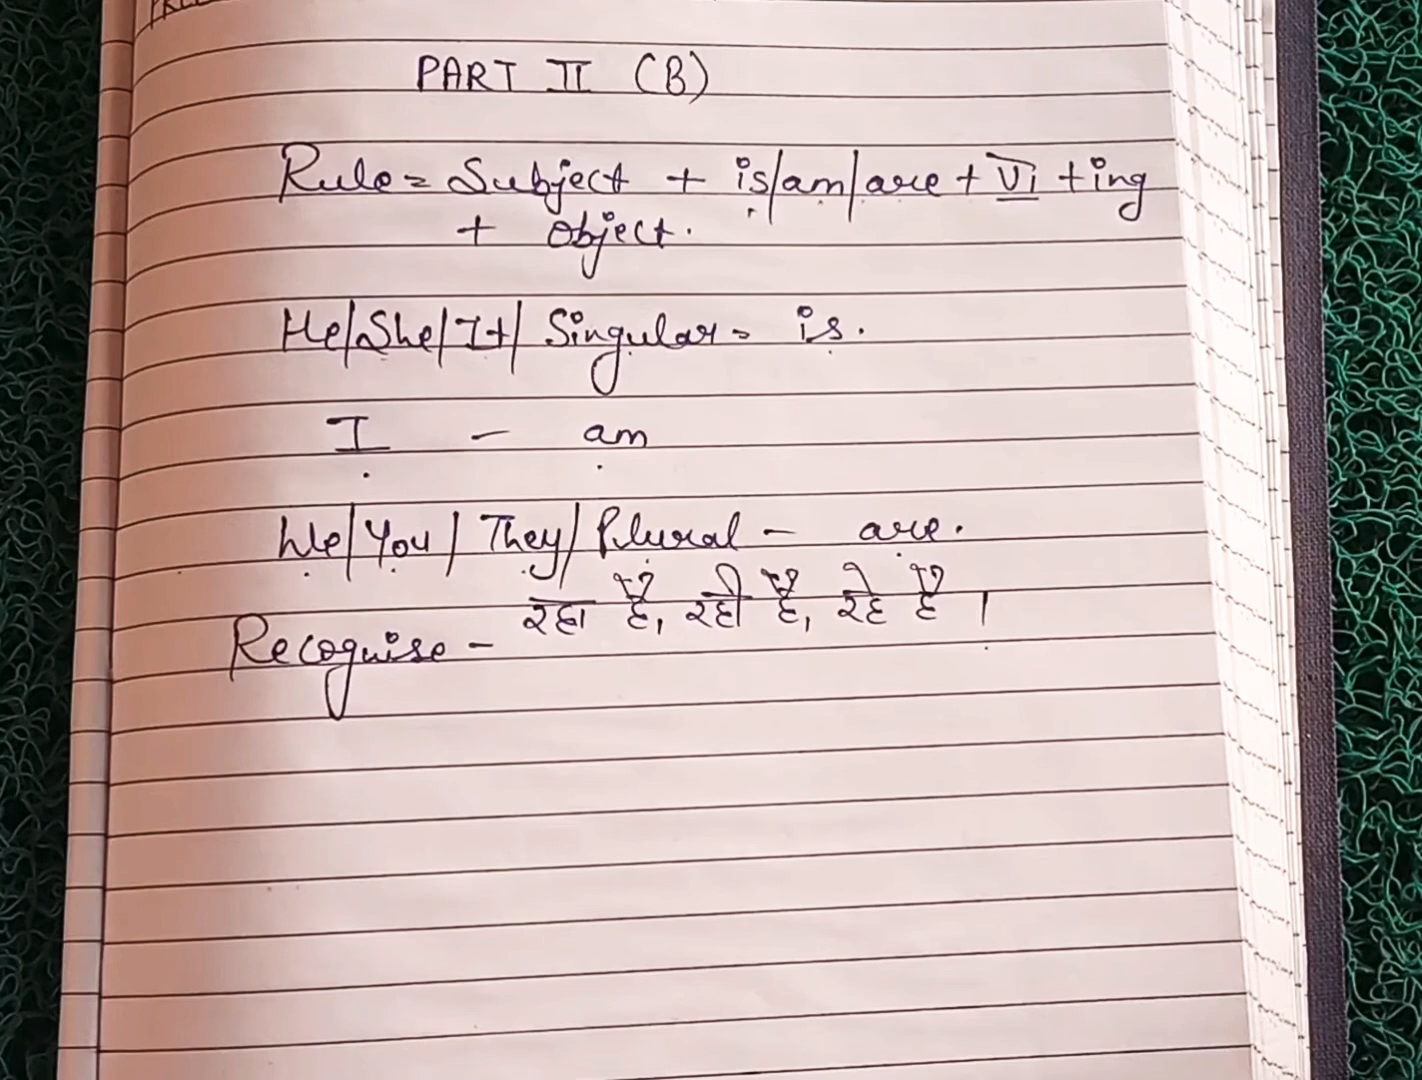 PART II (B)
Rule = Subject + is/am/are + V1 + ing
+ object.
He/She/It/ Singular = is.
I - am
We/You/They/Plural - are.
Recognise - रहा है, रही है, रहे है ।